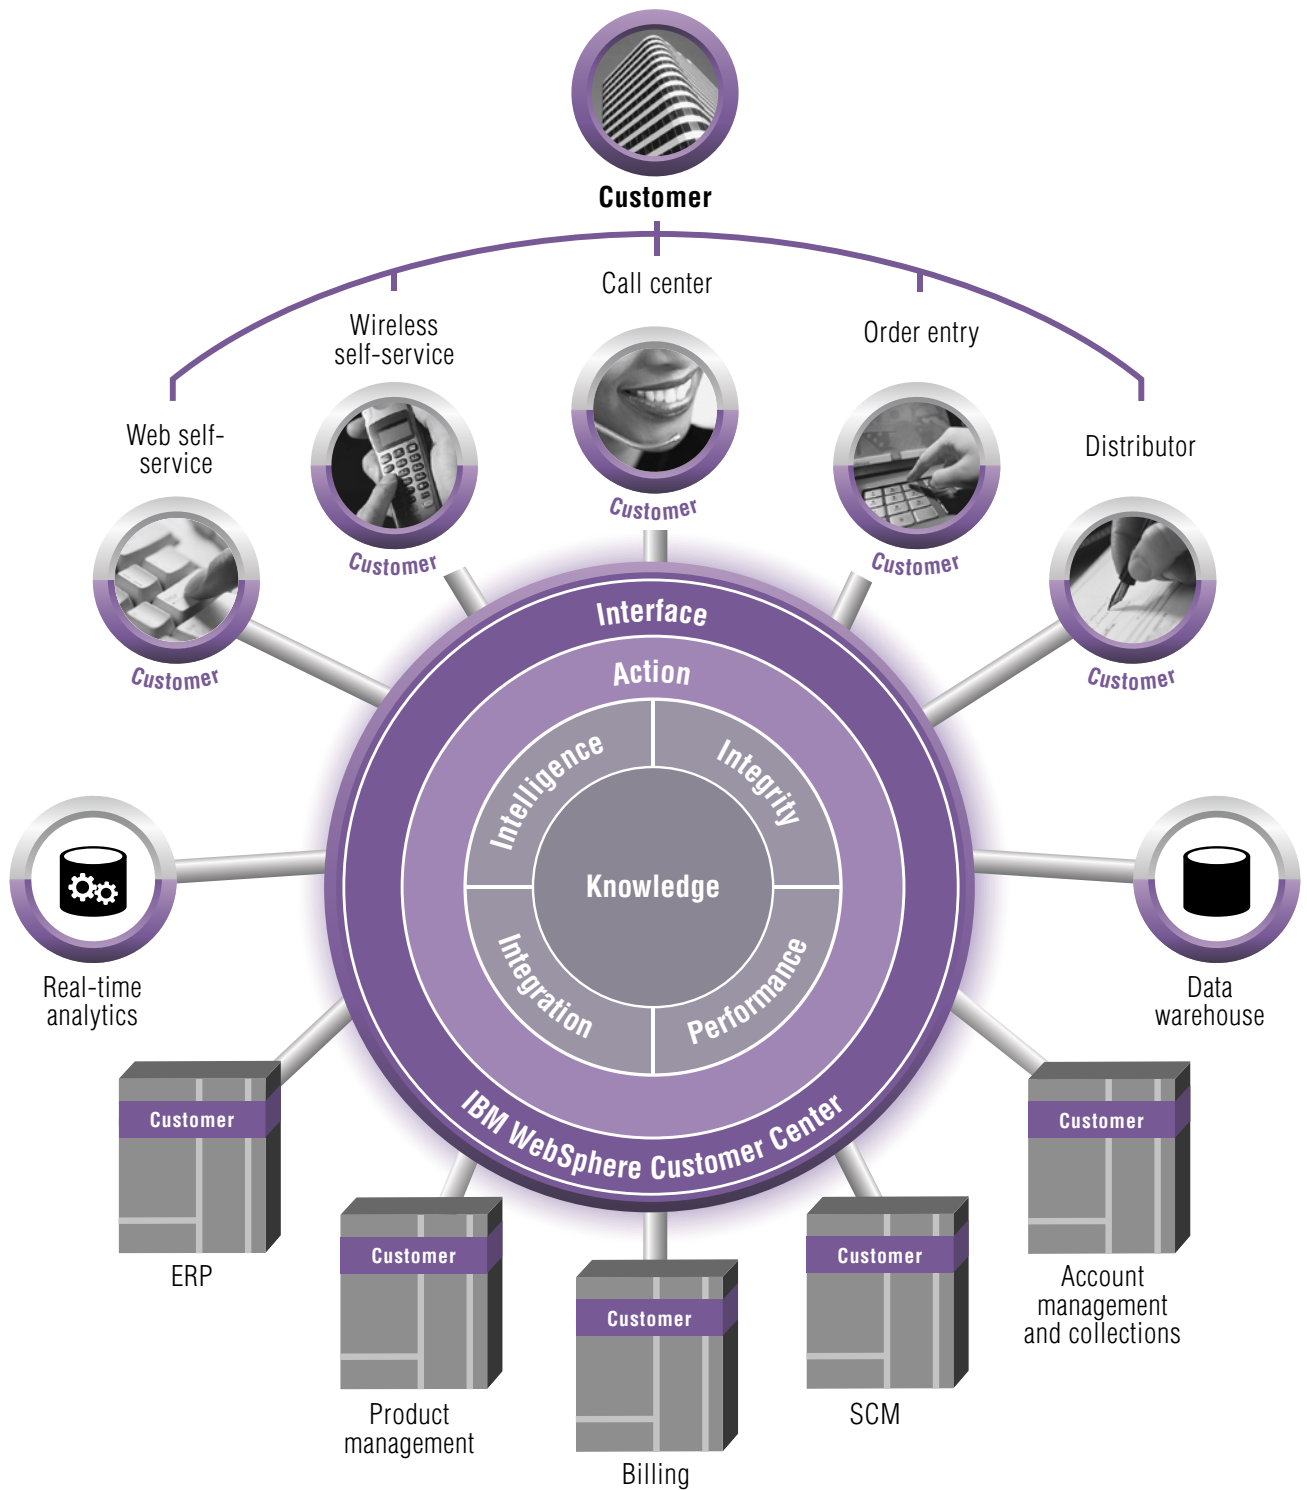 Customer
Call center
Wireless
self-service
Order entry
Web self-
service
Distributor
Customer
Customer
Customer
Customer
Customer
Interface
Action
Intelligence
Integrity
Knowledge
Integration
Performance
IBM WebSphere Customer Center
Real-time
analytics
Data
warehouse
Customer
ERP
Customer
Product
management
Customer
Billing
Customer
SCM
Customer
Account
management
and collections